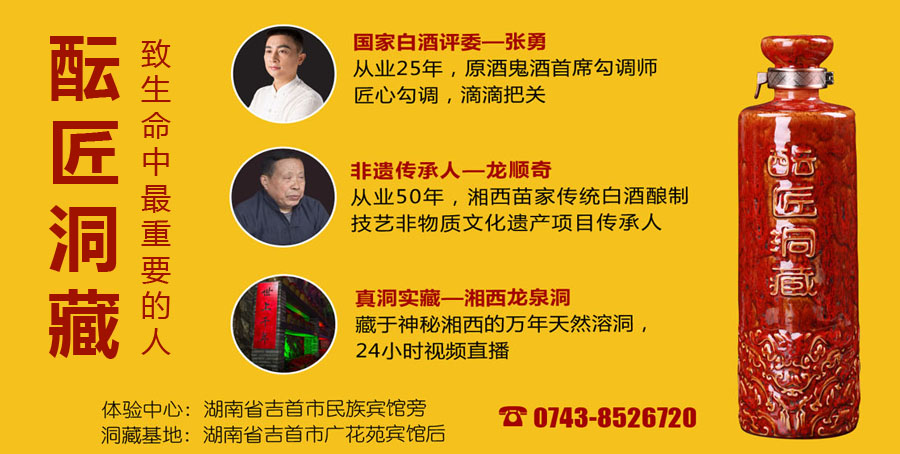 酝匠洞藏
致生命中最重要的人
国家白酒评委—张勇
从业25年，原酒鬼酒首席勾调师
匠心勾调，滴滴把关
非遗传承人—龙顺奇
从业50年，湘西苗家传统白酒酿制
技艺非物质文化遗产项目传承人
真洞实藏—湘西龙泉洞
藏于神秘湘西的万年天然溶洞，
24小时视频直播
体验中心：湖南省吉首市民族宾馆旁
洞藏基地：湖南省吉首市广花苑宾馆后
☎0743-8526720
酝匠洞藏